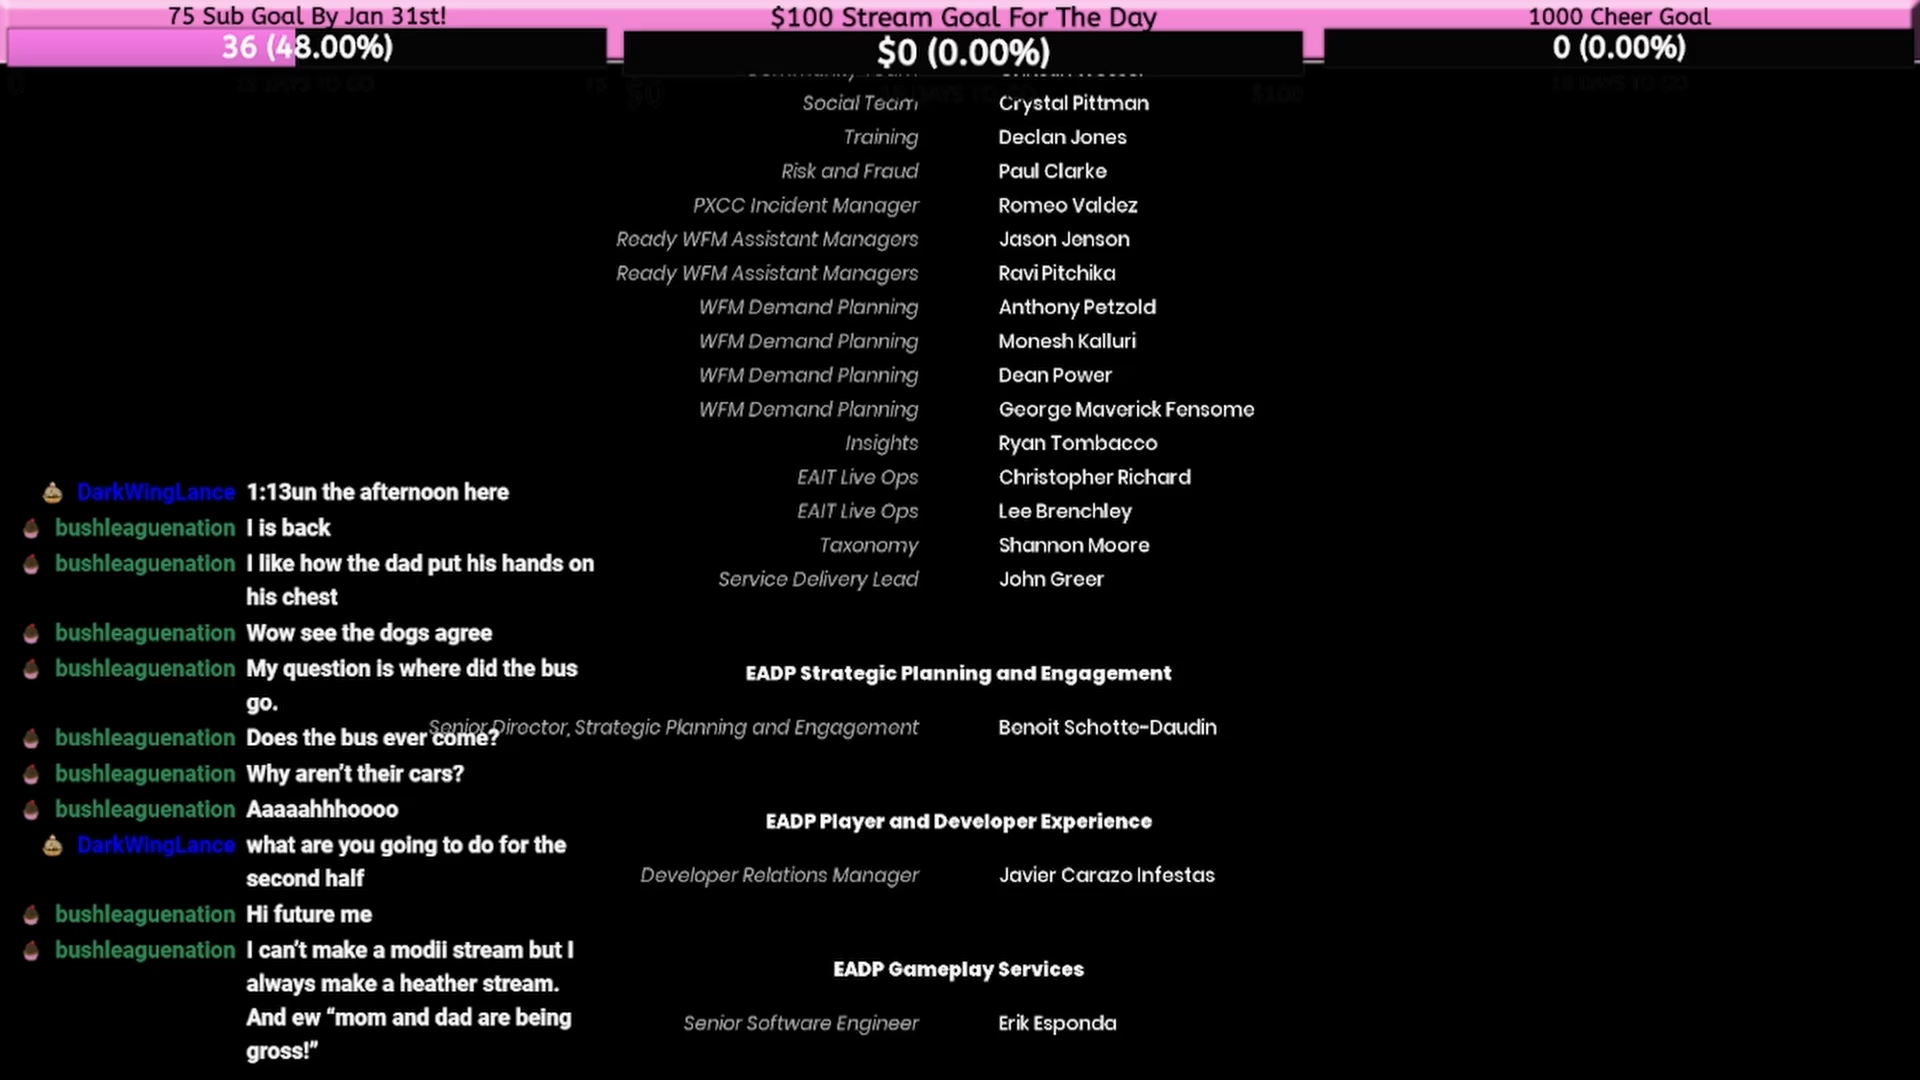 75 Sub Goal By Jan 31st!
36 (48.00%)
$100 Stream Goal For The Day
$0 (0.00%)
1000 Cheer Goal
0 (0.00%)
Social Team Crystal Pittman
Training Declan Jones
Risk and Fraud Paul Clarke
PXCC Incident Manager Romeo Valdez
Ready WFM Assistant Managers Jason Jenson
Ready WFM Assistant Managers Ravi Pitchika
WFM Demand Planning Anthony Petzold
WFM Demand Planning Monesh Kalluri
WFM Demand Planning Dean Power
WFM Demand Planning George Maverick Fensome
Insights Ryan Tombacco
EAIT Live Ops Christopher Richard
EAIT Live Ops Lee Brenchley
Taxonomy Shannon Moore
Service Delivery Lead John Greer
EADP Strategic Planning and Engagement
Senior Director, Strategic Planning and Engagement Benoit Schotte-Daudin
EADP Player and Developer Experience
Developer Relations Manager Javier Carazo Infestas
EADP Gameplay Services
Senior Software Engineer Erik Esponda
DarkWingLance 1:13un the afternoon here
bushleaguenation I is back
bushleaguenation I like how the dad put his hands on
his chest
bushleaguenation Wow see the dogs agree
bushleaguenation My question is where did the bus
go.
bushleaguenation Does the bus ever come?
bushleaguenation Why aren't their cars?
bushleaguenation Aaaaahhhoooo
DarkWingLance what are you going to do for the
second half
bushleaguenation Hi future me
bushleaguenation I can't make a modii stream but I
always make a heather stream.
And ew “mom and dad are being
gross!”